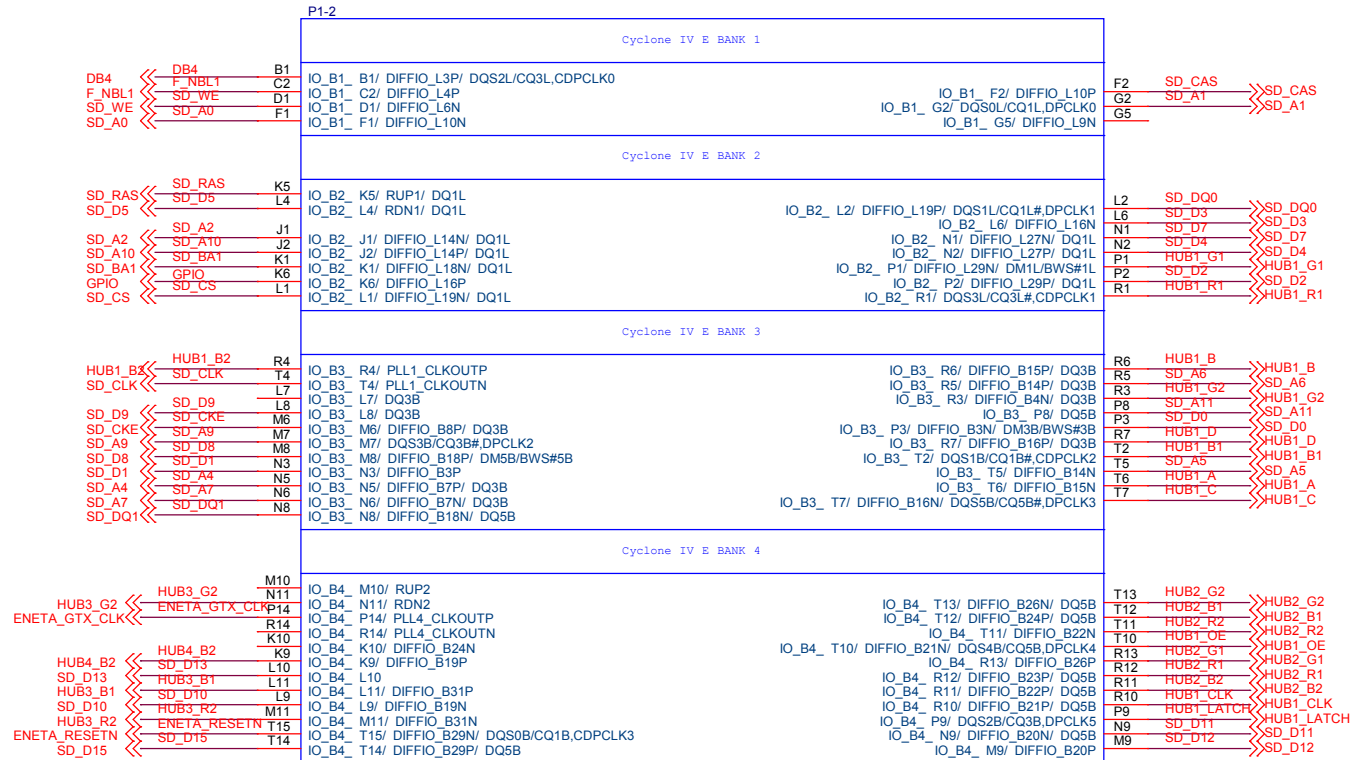 P1-2
Cyclone IV E BANK 1
DB4 DB4 B1 IO_B1_ B1/ DIFFIO_L3P/ DQS2L/CQ3L,CDPCLK0
F_NBL1 F_NBL1 C2 IO_B1_ C2/ DIFFIO_L4P
SD_WE SD_WE D1 IO_B1_ D1/ DIFFIO_L6N
SD_A0 SD_A0 F1 IO_B1_ F1/ DIFFIO_L10N
IO_B1_ F2/ DIFFIO_L10P F2 SD_CAS SD_CAS
IO_B1_ G2/ DQS0L/CQ1L,DPCLK0 G2 SD_A1 SD_A1
IO_B1_ G5/ DIFFIO_L9N G5
Cyclone IV E BANK 2
SD_RAS SD_RAS K5 IO_B2_ K5/ RUP1/ DQ1L
SD_D5 SD_D5 L4 IO_B2_ L4/ RDN1/ DQ1L
SD_A2 SD_A2 J1 IO_B2_ J1/ DIFFIO_L14N/ DQ1L
SD_A10 SD_A10 J2 IO_B2_ J2/ DIFFIO_L14P/ DQ1L
SD_BA1 SD_BA1 K1 IO_B2_ K1/ DIFFIO_L18N/ DQ1L
GPIO GPIO K6 IO_B2_ K6/ DIFFIO_L16P
SD_CS SD_CS L1 IO_B2_ L1/ DIFFIO_L19N/ DQ1L
IO_B2_ L2/ DIFFIO_L19P/ DQS1L/CQ1L#,DPCLK1 L2 SD_DQ0 SD_DQ0
IO_B2_ L6/ DIFFIO_L16N L6 SD_D3 SD_D3
IO_B2_ N1/ DIFFIO_L27N/ DQ1L N1 SD_D7 SD_D7
IO_B2_ N2/ DIFFIO_L27P/ DQ1L N2 SD_D4 SD_D4
IO_B2_ P1/ DIFFIO_L29N/ DM1L/BWS#1L P1 HUB1_G1 HUB1_G1
IO_B2_ P2/ DIFFIO_L29P/ DQ1L P2 SD_D2 SD_D2
IO_B2_ R1/ DQS3L/CQ3L#,CDPCLK1 R1 HUB1_R1 HUB1_R1
Cyclone IV E BANK 3
HUB1_B2 HUB1_B2 R4 IO_B3_ R4/ PLL1_CLKOUTP
SD_CLK SD_CLK T4 IO_B3_ T4/ PLL1_CLKOUTN
L7 IO_B3_ L7/ DQ3B
SD_D9 SD_D9 L8 IO_B3_ L8/ DQ3B
SD_CKE SD_CKE M6 IO_B3_ M6/ DIFFIO_B8P/ DQ3B
SD_A9 SD_A9 M7 IO_B3_ M7/ DQS3B/CQ3B#,DPCLK2
SD_D8 SD_D8 M8 IO_B3_ M8/ DIFFIO_B18P/ DM5B/BWS#5B
SD_D1 SD_D1 N3 IO_B3_ N3/ DIFFIO_B3P
SD_A4 SD_A4 N5 IO_B3_ N5/ DIFFIO_B7P/ DQ3B
SD_A7 SD_A7 N6 IO_B3_ N6/ DIFFIO_B7N/ DQ3B
SD_DQ1 SD_DQ1 N8 IO_B3_ N8/ DIFFIO_B18N/ DQ5B
IO_B3_ R6/ DIFFIO_B15P/ DQ3B R6 HUB1_B HUB1_B
IO_B3_ R5/ DIFFIO_B14P/ DQ3B R5 SD_A6 SD_A6
IO_B3_ R3/ DIFFIO_B4N/ DQ3B R3 HUB1_G2 HUB1_G2
IO_B3_ P8/ DQ5B P8 SD_A11 SD_A11
IO_B3_ P3/ DIFFIO_B3N/ DM3B/BWS#3B P3 SD_D0 SD_D0
IO_B3_ R7/ DIFFIO_B16P/ DQ3B R7 HUB1_D HUB1_D
IO_B3_ T2/ DQS1B/CQ1B#,CDPCLK2 T2 HUB1_B1 HUB1_B1
IO_B3_ T5/ DIFFIO_B14N T5 SD_A5 SD_A5
IO_B3_ T6/ DIFFIO_B15N T6 HUB1_A HUB1_A
IO_B3_ T7/ DIFFIO_B16N/ DQS5B/CQ5B#,DPCLK3 T7 HUB1_C HUB1_C
Cyclone IV E BANK 4
M10 IO_B4_ M10/ RUP2
HUB3_G2 HUB3_G2 N11 IO_B4_ N11/ RDN2
ENETA_GTX_CLK ENETA_GTX_CLK P14 IO_B4_ P14/ PLL4_CLKOUTP
R14 IO_B4_ R14/ PLL4_CLKOUTN
K10 IO_B4_ K10/ DIFFIO_B24N
HUB4_B2 HUB4_B2 K9 IO_B4_ K9/ DIFFIO_B19P
SD_D13 SD_D13 L10 IO_B4_ L10
HUB3_B1 HUB3_B1 L11 IO_B4_ L11/ DIFFIO_B31P
SD_D10 SD_D10 L9 IO_B4_ L9/ DIFFIO_B19N
HUB3_R2 HUB3_R2 M11 IO_B4_ M11/ DIFFIO_B31N
ENETA_RESETN ENETA_RESETN T15 IO_B4_ T15/ DIFFIO_B29N/ DQS0B/CQ1B,CDPCLK3
SD_D15 SD_D15 T14 IO_B4_ T14/ DIFFIO_B29P/ DQ5B
IO_B4_ T13/ DIFFIO_B26N/ DQ5B T13 HUB2_G2 HUB2_G2
IO_B4_ T12/ DIFFIO_B24P/ DQ5B T12 HUB2_B1 HUB2_B1
IO_B4_ T11/ DIFFIO_B22N T11 HUB2_R2 HUB2_R2
IO_B4_ T10/ DIFFIO_B21N/ DQS4B/CQ5B,DPCLK4 T10 HUB1_OE HUB1_OE
IO_B4_ R13/ DIFFIO_B26P R13 HUB2_G1 HUB2_G1
IO_B4_ R12/ DIFFIO_B23P/ DQ5B R12 HUB2_R1 HUB2_R1
IO_B4_ R11/ DIFFIO_B22P/ DQ5B R11 HUB2_B2 HUB2_B2
IO_B4_ R10/ DIFFIO_B21P/ DQ5B R10 HUB1_CLK HUB1_CLK
IO_B4_ P9/ DQS2B/CQ3B,DPCLK5 P9 HUB1_LATCH HUB1_LATCH
IO_B4_ N9/ DIFFIO_B20N/ DQ5B N9 SD_D11 SD_D11
IO_B4_ M9/ DIFFIO_B20P M9 SD_D12 SD_D12